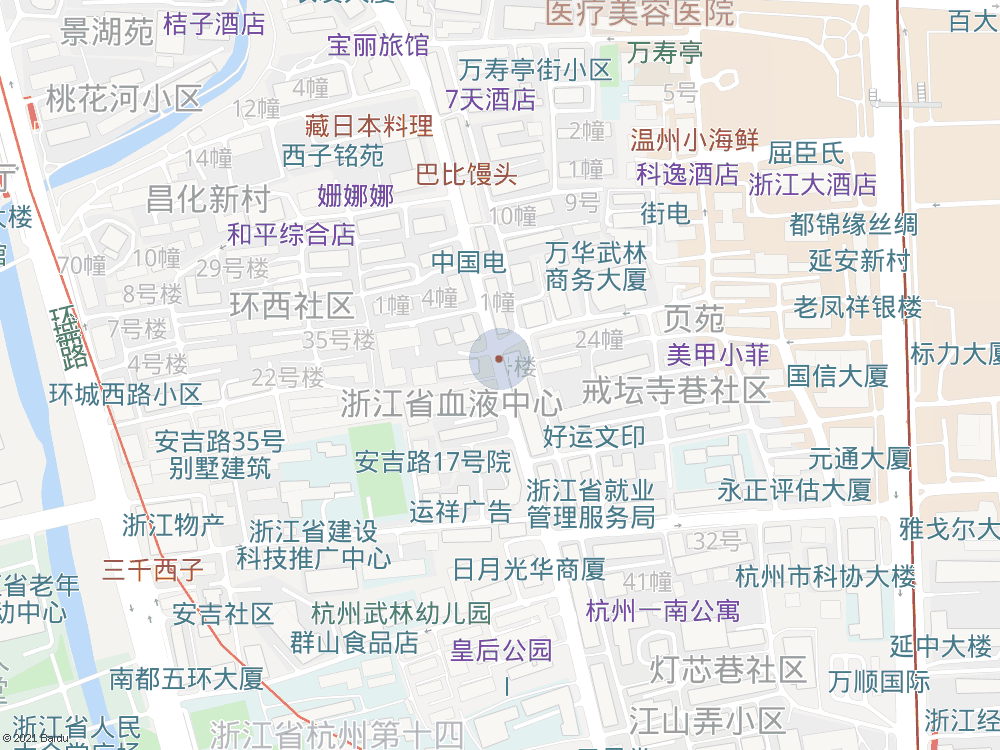 医疗美容医院
景湖苑
桔子酒店
百大
宝丽旅馆
万寿亭
万寿亭街小区
桃花河小区
4幢
7天酒店
5号
12幢
藏日本料理
2幢
温州小海鲜
西子铭苑
14幢
屈臣氏
巴比馒头
1幢
科逸酒店
浙江大酒店
昌化新村
姗娜娜
9号
大楼
10幢
街电
都锦缘丝绸
和平综合店
馆
中国电
万华武林
商务大厦
延安新村
70幢
10幢
29号楼
8号楼
环西社区
1幢
4幢
1幢
老凤祥银楼
环城西路
7号楼
35号楼
24幢
页苑
美甲小菲
标力大厦
4号楼
22号楼
号楼
国信大厦
环城西路小区
浙江省血液中心
戒坛寺巷社区
安吉路35号
别墅建筑
好运文印
安吉路17号院
元通大厦
浙江省就业
管理服务局
永正评估大厦
浙江物产
浙江省建设
科技推广中心
运祥广告
雅戈尔大
32号
三千西子
日月光华商厦
省老年
动中心
41幢
杭州市科协大楼
安吉社区
杭州武林幼儿园
杭州一南公寓
群山食品店
皇后公园
延中大楼
灯芯巷社区
南都五环大厦
万顺国际
浙江省人民
浙江省杭州第十四
江山弄小区
浙江经
© 2021 Baidu